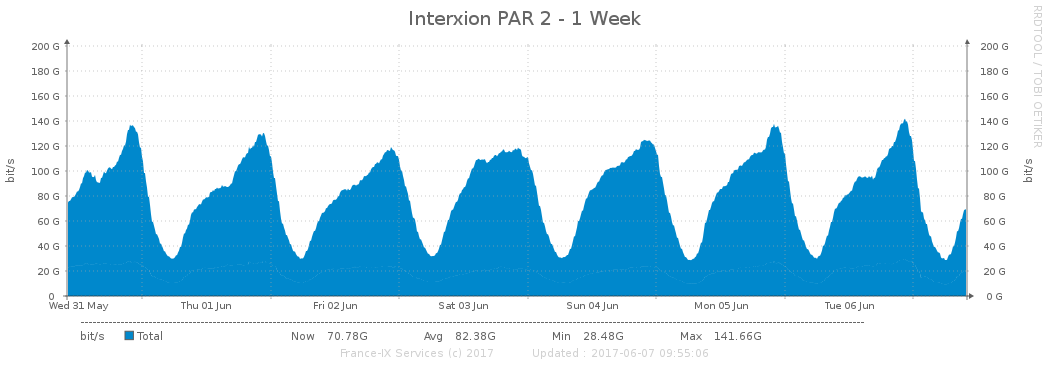 Interxion PAR 2 - 1 Week
RRDTOOL / TOBI OETIKER
bit/s
200 G 200 G
180 G 180 G
160 G 160 G
140 G 140 G
120 G 120 G
100 G 100 G
80 G 80 G
60 G 60 G
40 G 40 G
20 G 20 G
0 0 G
bit/s
Wed 31 May Thu 01 Jun Fri 02 Jun Sat 03 Jun Sun 04 Jun Mon 05 Jun Tue 06 Jun
bit/s Total Now 70.78G Avg 82.38G Min 28.48G Max 141.66G
France-IX Services (c) 2017 Updated : 2017-06-07 09:55:06